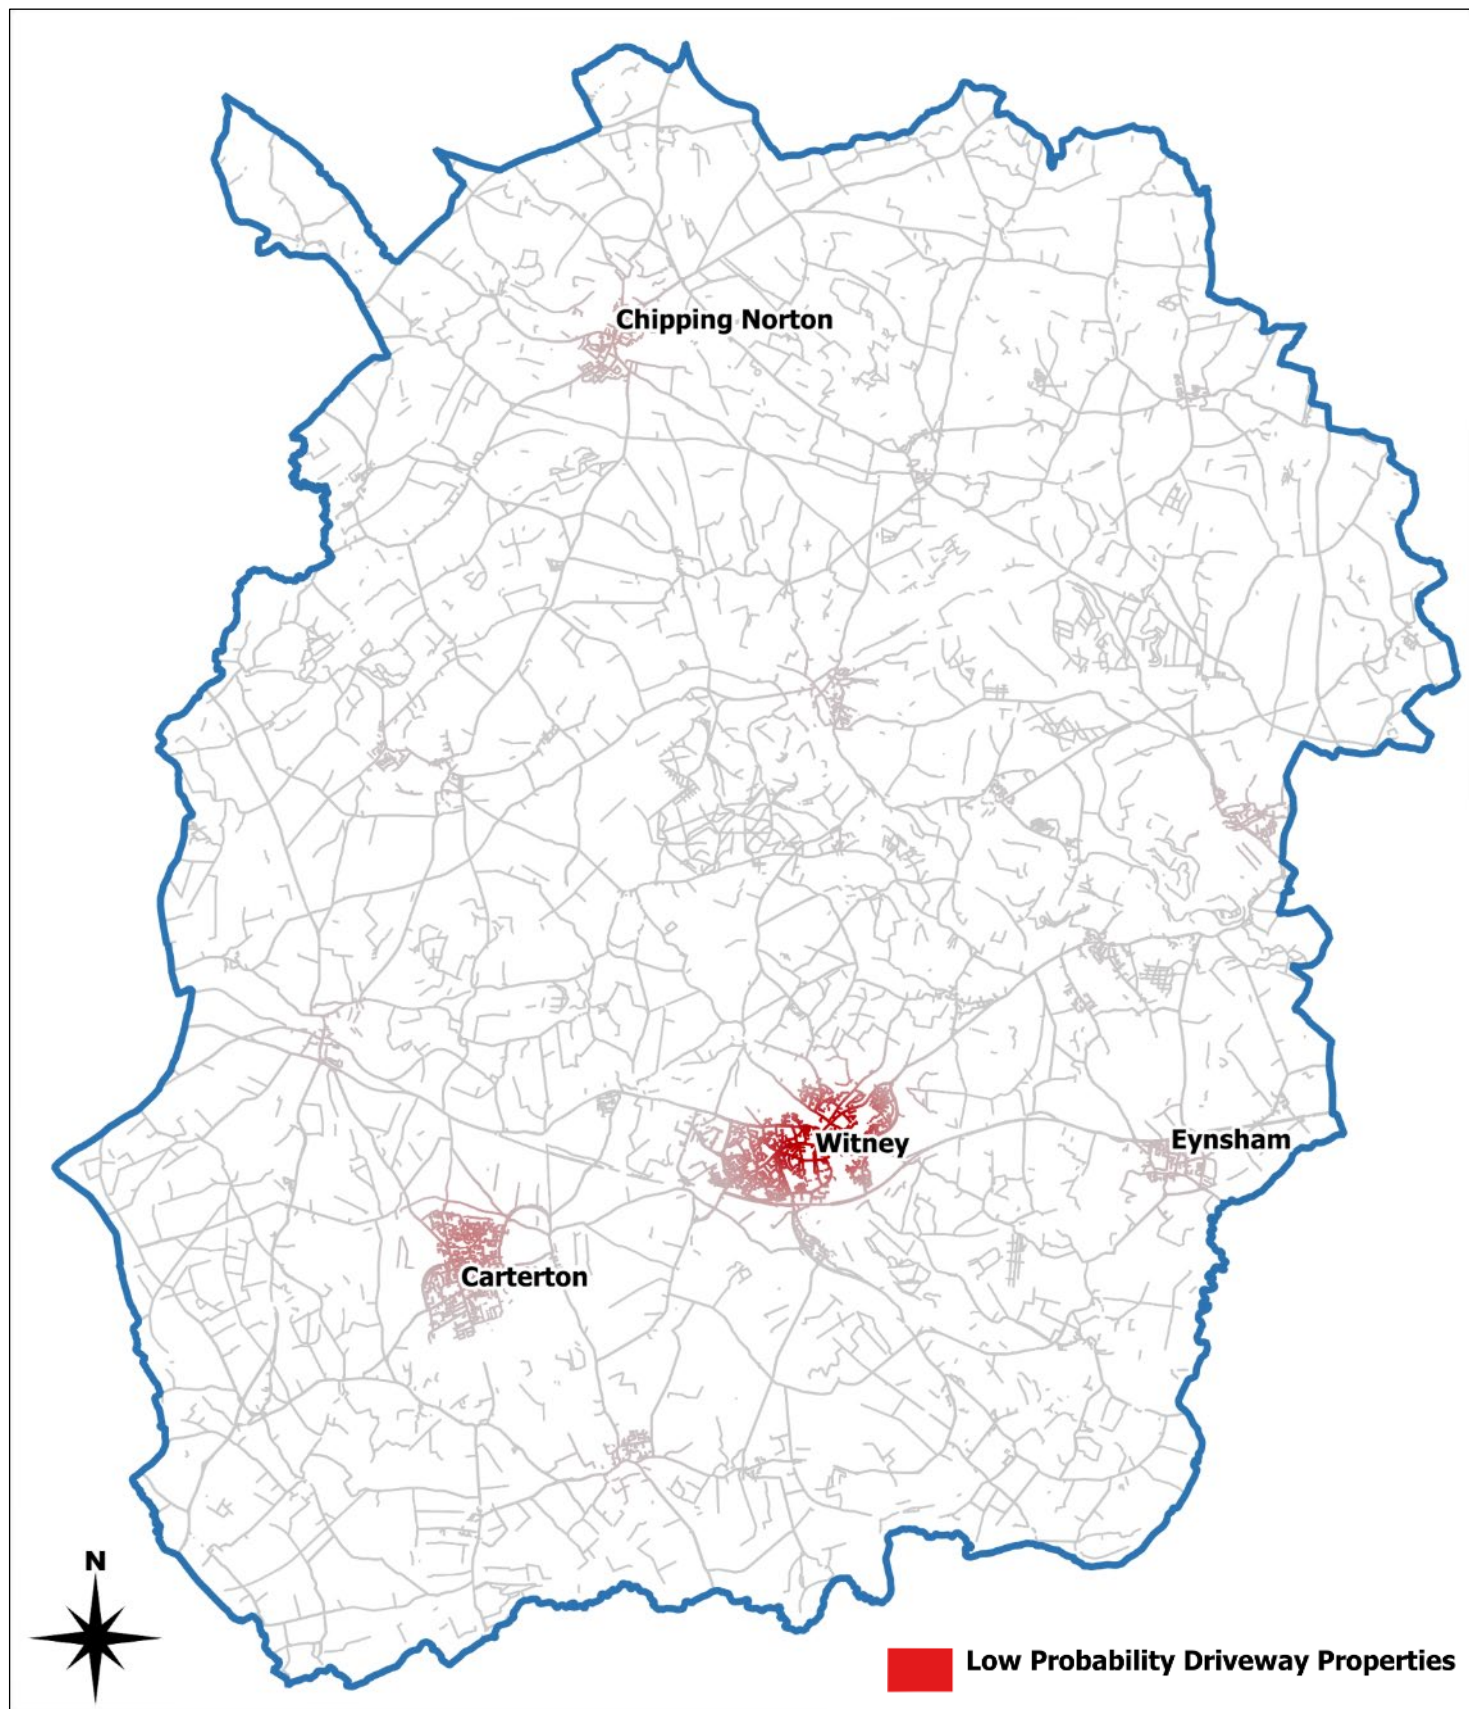 Chipping Norton
Witney
Eynsham
Carterton
N
Low Probability Driveway Properties